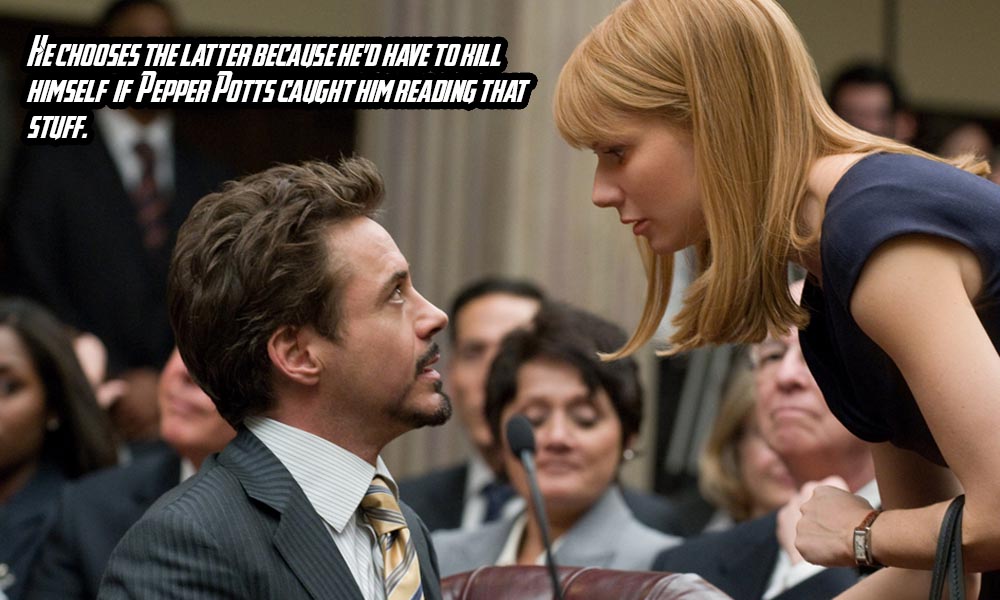 He chooses the latter because he'd have to kill
himself if Pepper Potts caught him reading that
stuff.